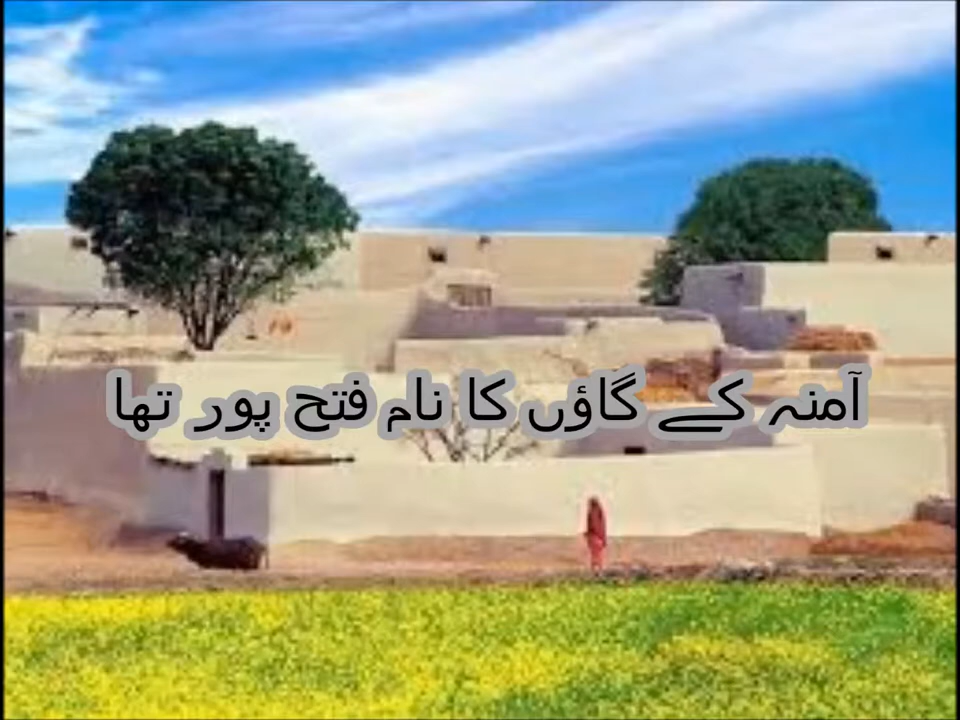 آمنہ کے گاؤں کا نام فتح پور تھا